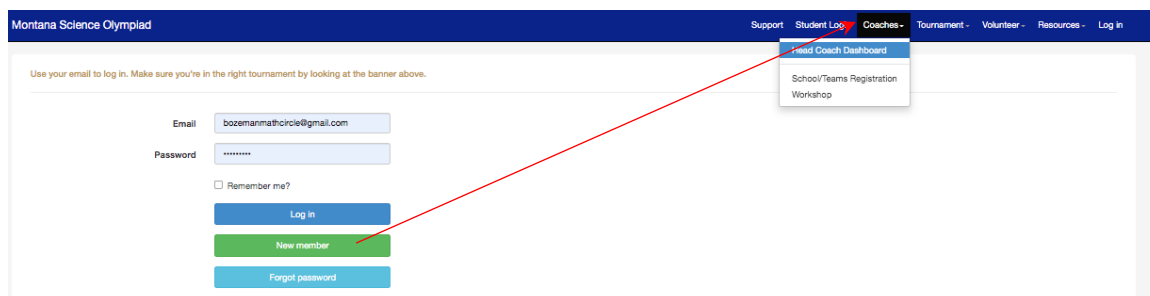 Montana Science Olympiad
Support Student Log Coaches Tournament Volunteer Resources Log in
Head Coach Dashboard
School/Teams Registration
Workshop
Use your email to log in. Make sure you're in the right tournament by looking at the banner above.
Email bozemanmathcircle@gmail.com
Password ·········
Remember me?
Log in
New member
Forgot password